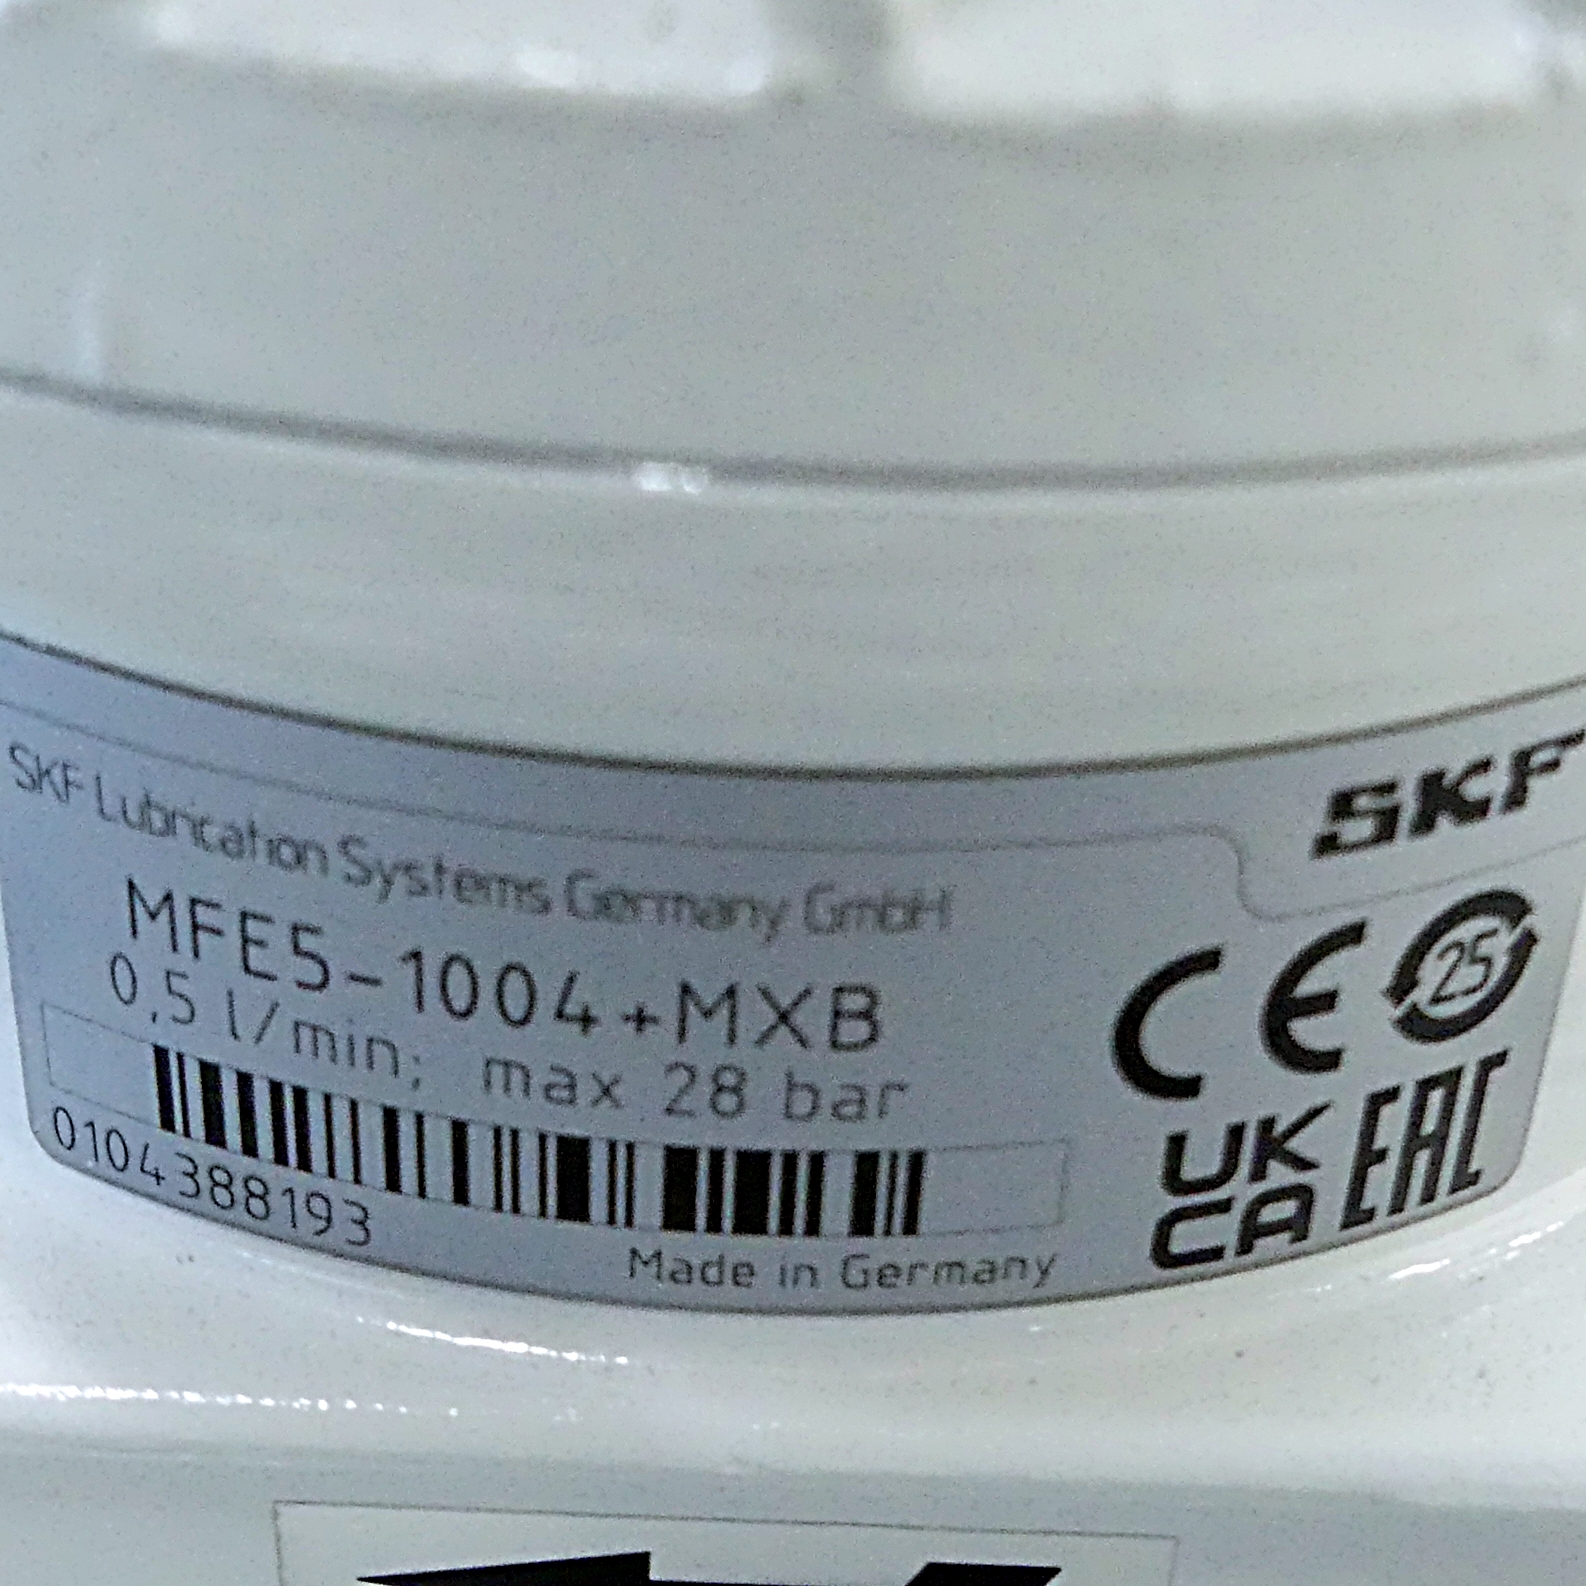 SKF Lubrication Systems Germany GmbH
SKF
MFE5-1004+MXB
0,5 l/min; max 28 bar
CE
25
0104388193
UK
CA
EAC
Made in Germany